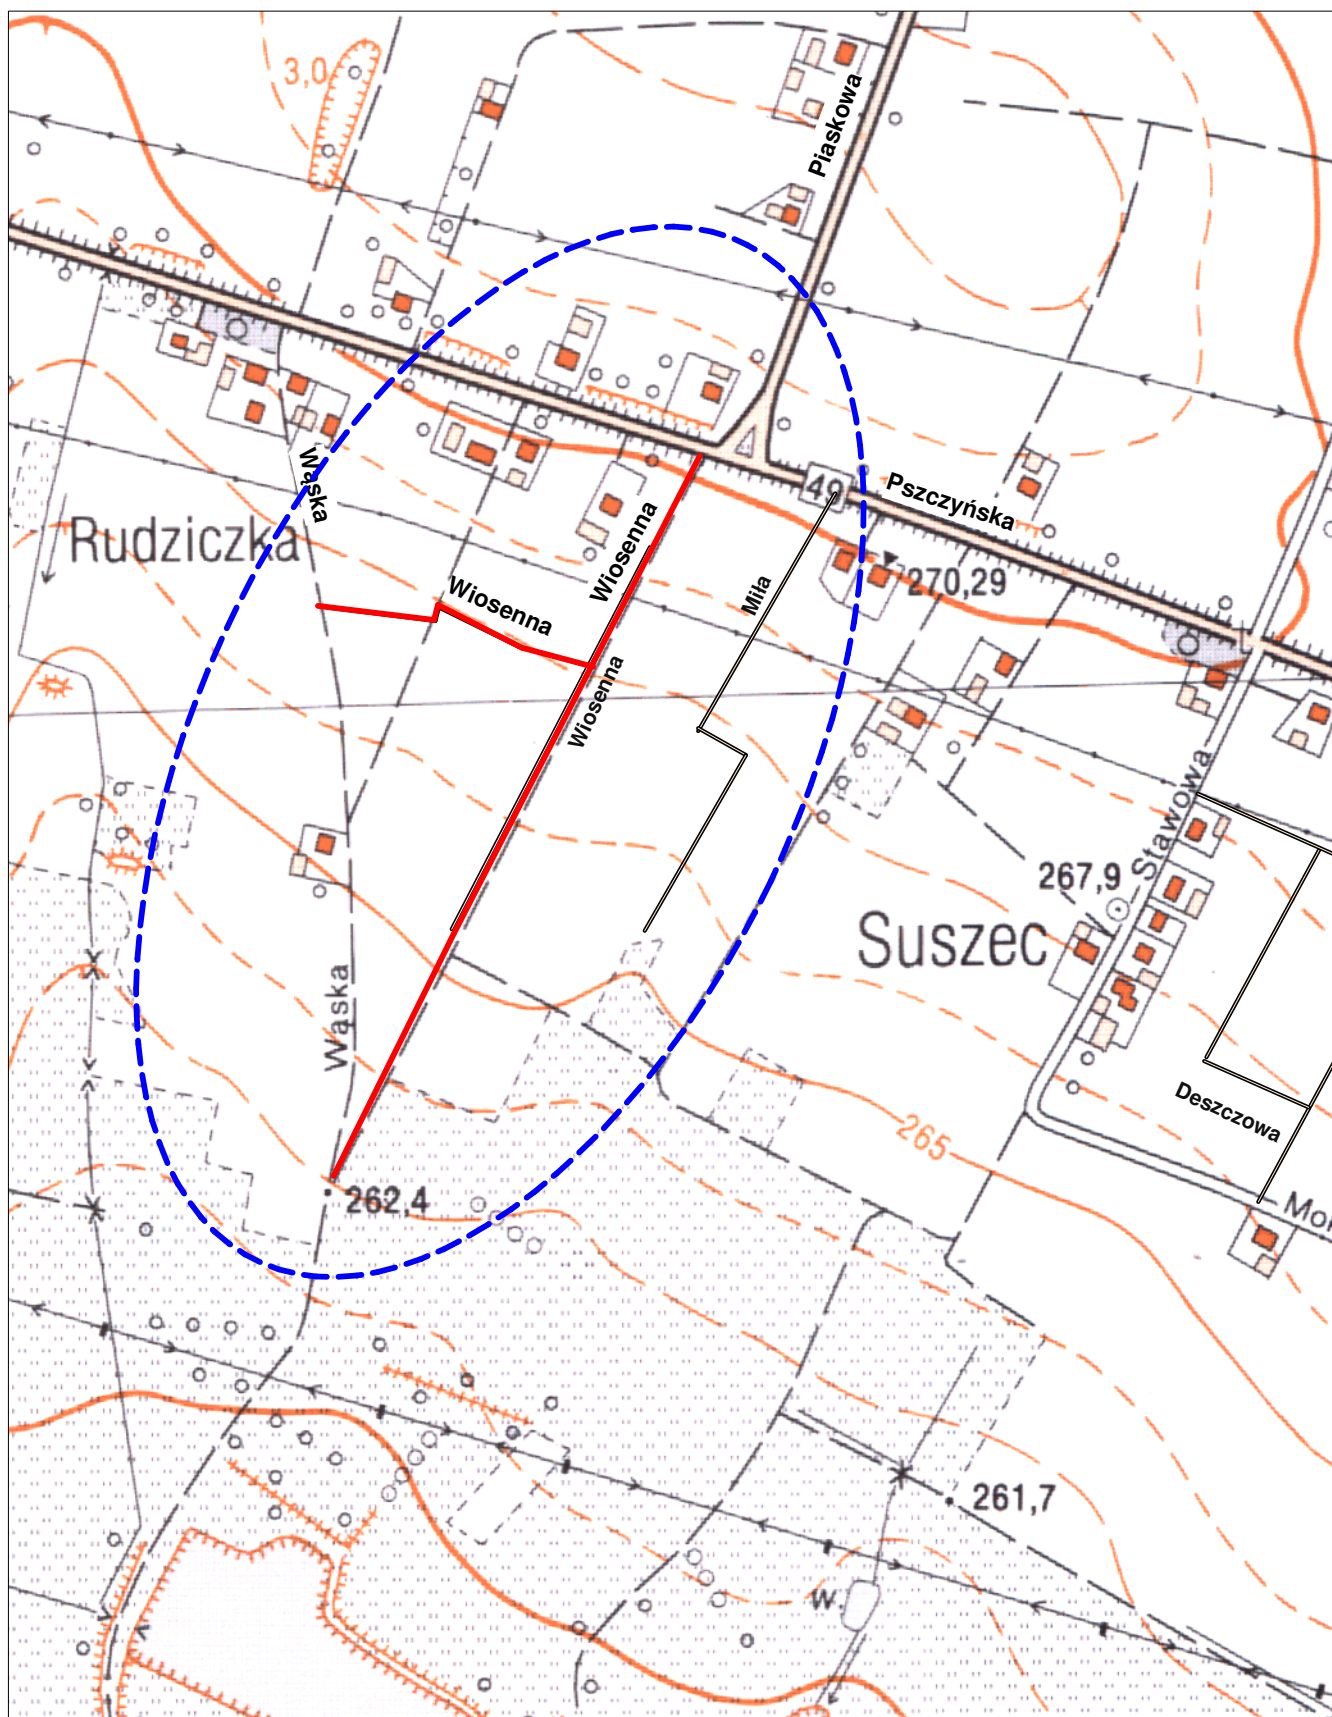 3,0
Piaskowa
Wąska
49
Pszczyńska
Rudziczka
Wiosenna
Wiosenna
Miła
270,29
Wiosenna
Stawowa
267,9
Suszec
Wąska
Deszczowa
265
262,4
Mo
261,7
w.